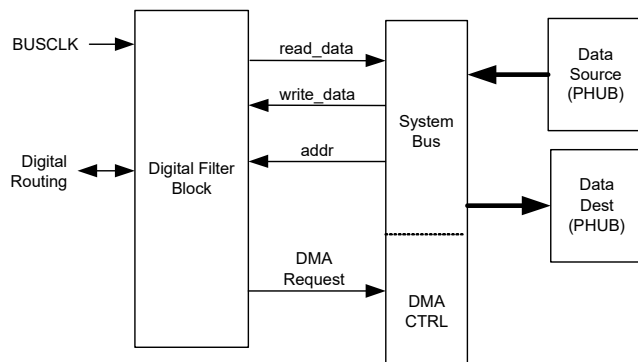 BUSCLK
Digital
Routing
Digital Filter
Block
read_data
write_data
addr
DMA
Request
System
Bus
DMA
CTRL
Data
Source
(PHUB)
Data
Dest
(PHUB)